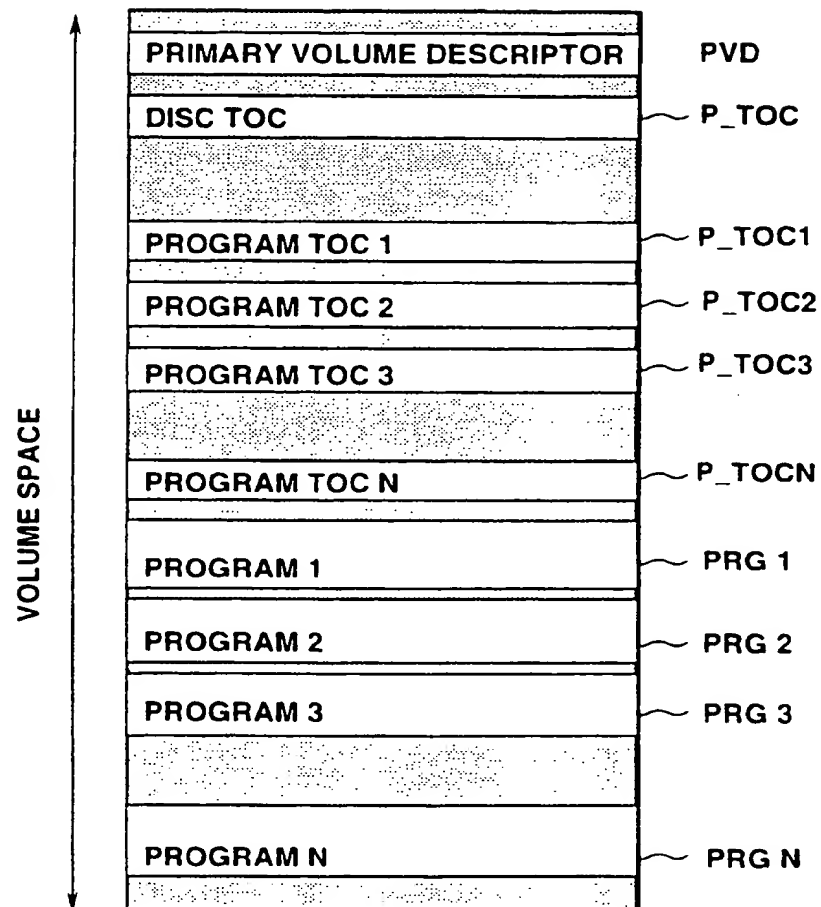 PRIMARY VOLUME DESCRIPTOR PVD
DISC TOC P_TOC
PROGRAM TOC 1 P_TOC1
PROGRAM TOC 2 P_TOC2
PROGRAM TOC 3 P_TOC3
PROGRAM TOC N P_TOCN
PROGRAM 1 PRG 1
PROGRAM 2 PRG 2
PROGRAM 3 PRG 3
PROGRAM N PRG N
VOLUME SPACE